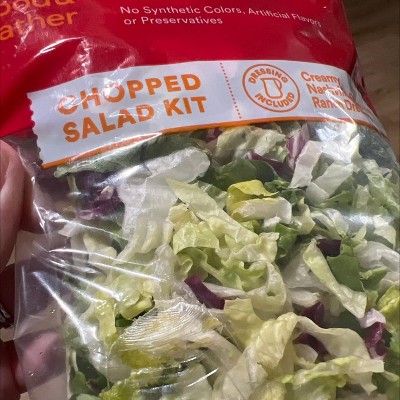 No Synthetic Colors, Artificial Flavors
or Preservatives
CHOPPED
SALAD KIT
DRESSING
INCLUDED
Creamy